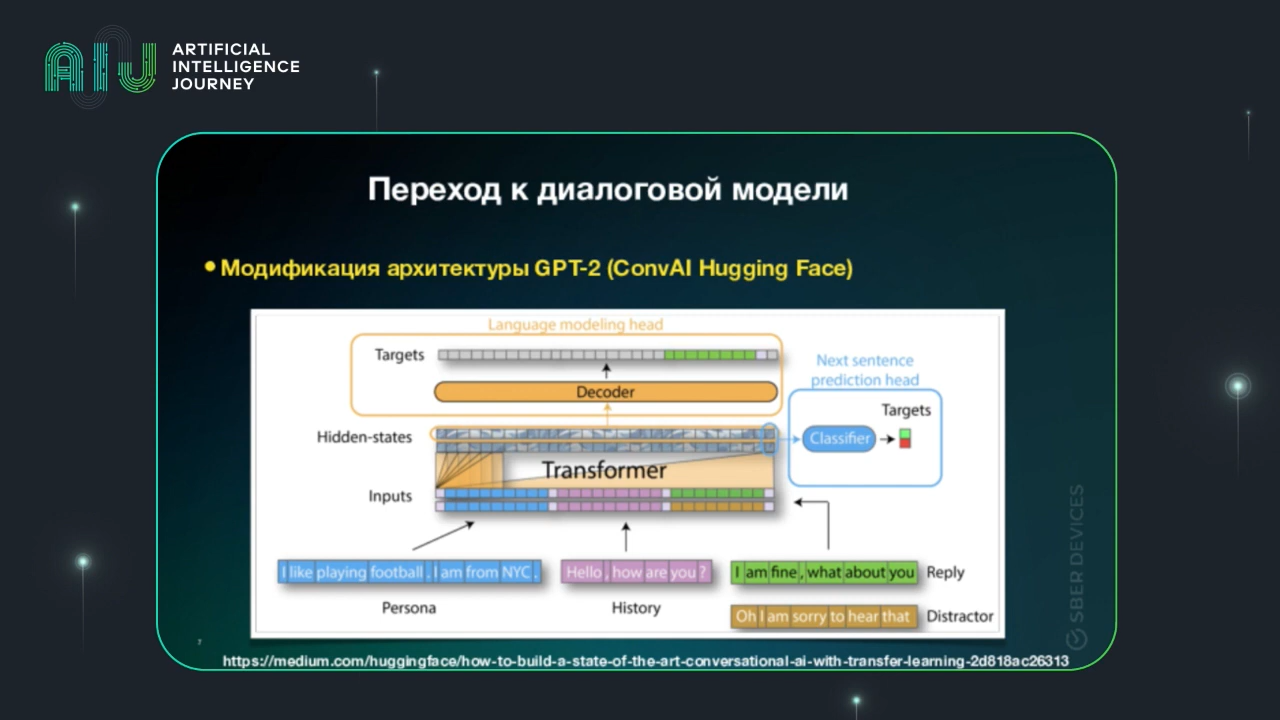 ARTIFICIAL
INTELLIGENCE
JOURNEY
Переход к диалоговой модели
Модификация архитектуры GPT-2 (ConvAI Hugging Face)
Language modeling head
Targets
Decoder
Next sentence
prediction head
Targets
Hidden-states
Classifier
Transformer
Inputs
I like playing football . I am from NYC .
Hello , how are you ?
I am fine , what about you
Reply
Persona
History
Oh I am sorry to hear that
Distractor
SBER DEVICES
7
https://medium.com/huggingface/how-to-build-a-state-of-the-art-conversational-ai-with-transfer-learning-2d818ac26313